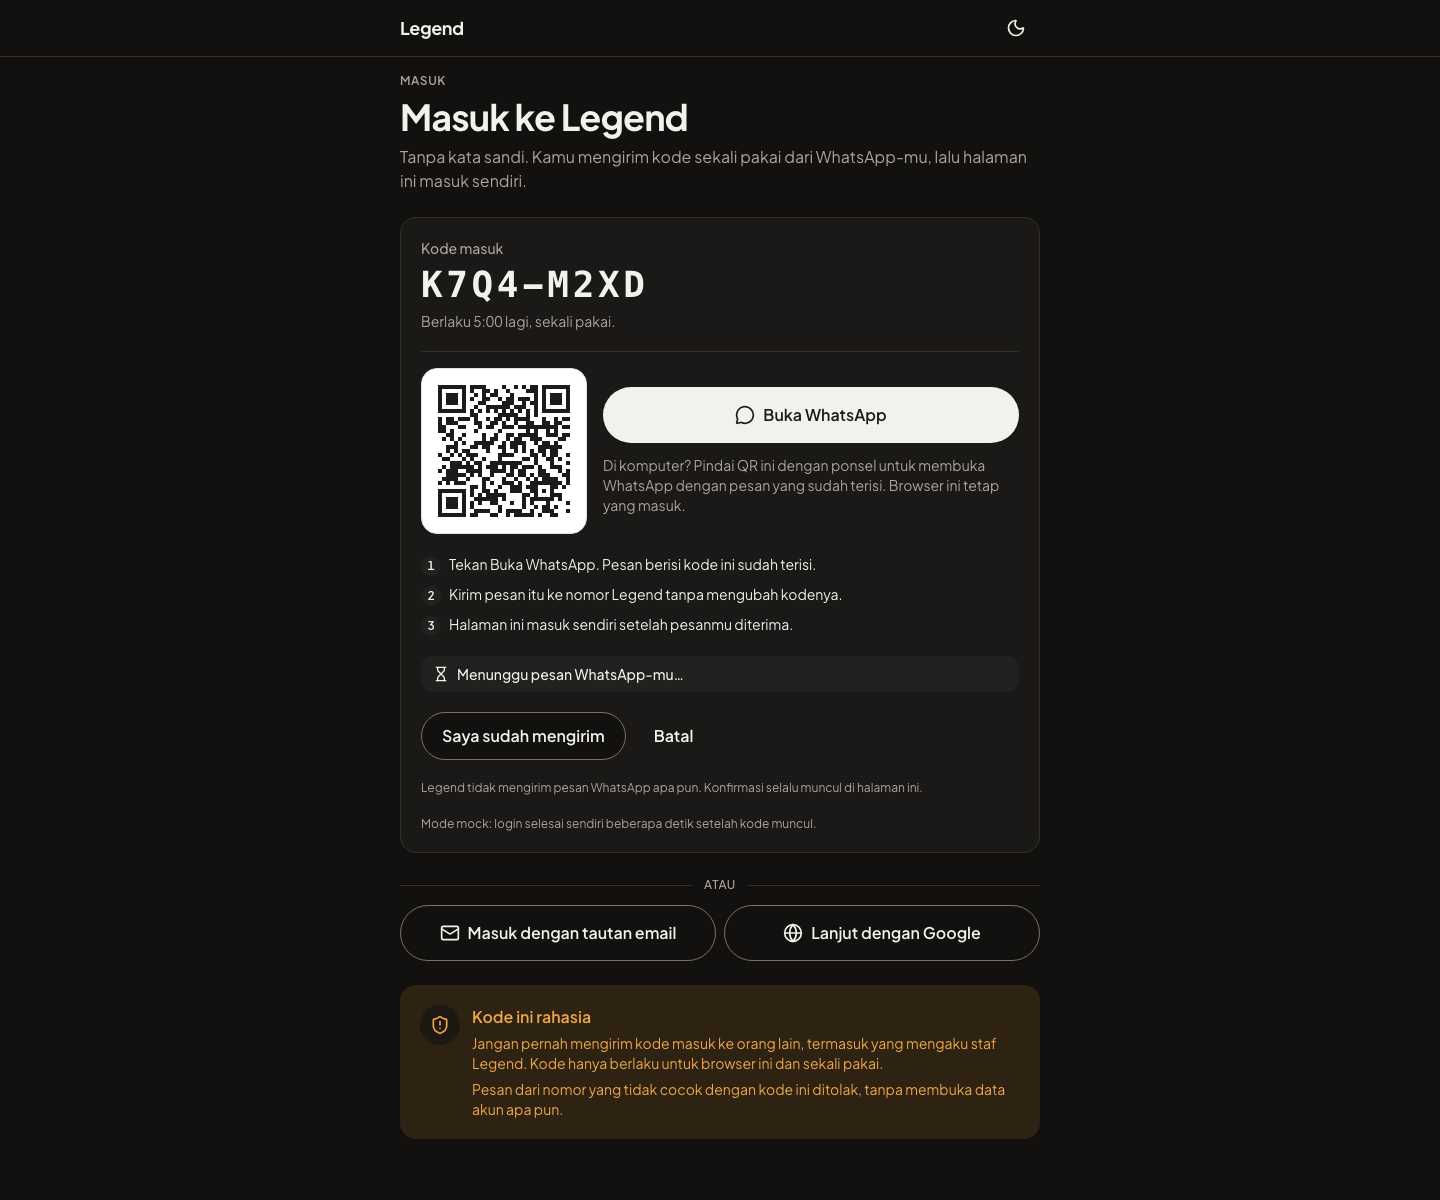 Legend
MASUK
Masuk ke Legend
Tanpa kata sandi. Kamu mengirim kode sekali pakai dari WhatsApp-mu, lalu halaman
ini masuk sendiri.
Kode masuk
K7Q4–M2XD
Berlaku 5:00 lagi, sekali pakai.
Buka WhatsApp
Di komputer? Pindai QR ini dengan ponsel untuk membuka
WhatsApp dengan pesan yang sudah terisi. Browser ini tetap
yang masuk.
1 Tekan Buka WhatsApp. Pesan berisi kode ini sudah terisi.
2 Kirim pesan itu ke nomor Legend tanpa mengubah kodenya.
3 Halaman ini masuk sendiri setelah pesanmu diterima.
Menunggu pesan WhatsApp-mu…
Saya sudah mengirim Batal
Legend tidak mengirim pesan WhatsApp apa pun. Konfirmasi selalu muncul di halaman ini.
Mode mock: login selesai sendiri beberapa detik setelah kode muncul.
ATAU
Masuk dengan tautan email Lanjut dengan Google
Kode ini rahasia
Jangan pernah mengirim kode masuk ke orang lain, termasuk yang mengaku staf
Legend. Kode hanya berlaku untuk browser ini dan sekali pakai.
Pesan dari nomor yang tidak cocok dengan kode ini ditolak, tanpa membuka data
akun apa pun.